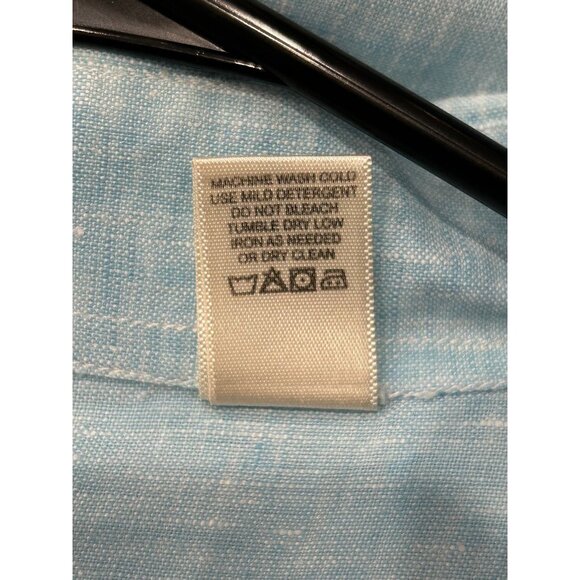 MACHINE WASH COLD
USE MILD DETERGENT
DO NOT BLEACH
TUMBLE DRY LOW
IRON AS NEEDED
OR DRY CLEAN